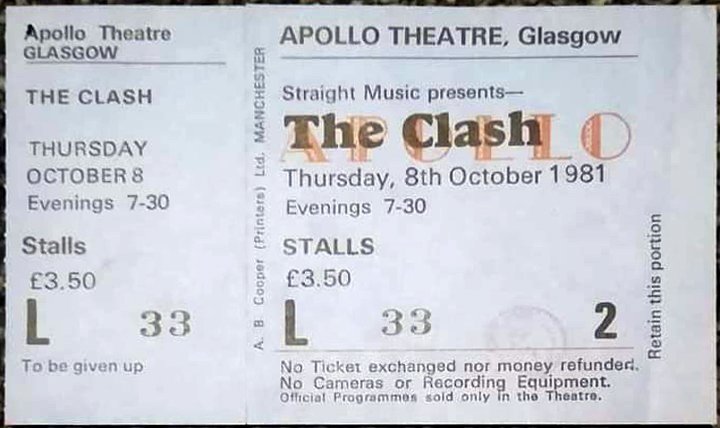 Apollo Theatre
GLASGOW
THE CLASH
THURSDAY
OCTOBER 8
Evenings 7-30
Stalls
£3.50
L 33
To be given up
A. B. Cooper (Printers) Ltd. MANCHESTER
APOLLO THEATRE, Glasgow
Straight Music presents—
The Clash
APOLLO
Thursday, 8th October 1981
Evenings 7-30
STALLS
£3.50
L 33 2
No Ticket exchanged nor money refunded.
No Cameras or Recording Equipment.
Official Programmes sold only in the Theatre.
Retain this portion